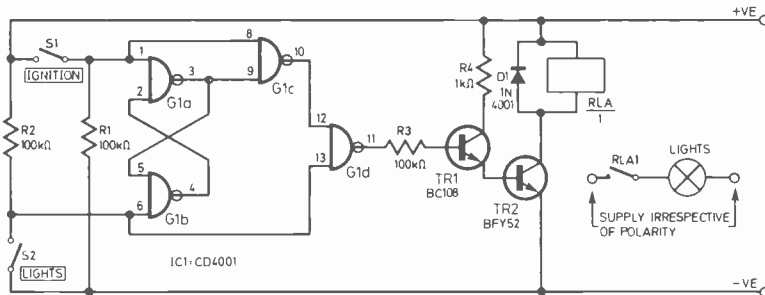 +VE
S1
IGNITION
R2
100kΩ
R1
100kΩ
1
2
3
G1a
8
9
10
G1c
5
6
4
G1b
12
13
11
G1d
R3
100kΩ
R4
1kΩ
D1
1N
4001
RLA
1
TR1
BC108
TR2
BFY52
RLA1
LIGHTS
SUPPLY IRRESPECTIVE
OF POLARITY
S2
LIGHTS
IC1=CD4001
-VE